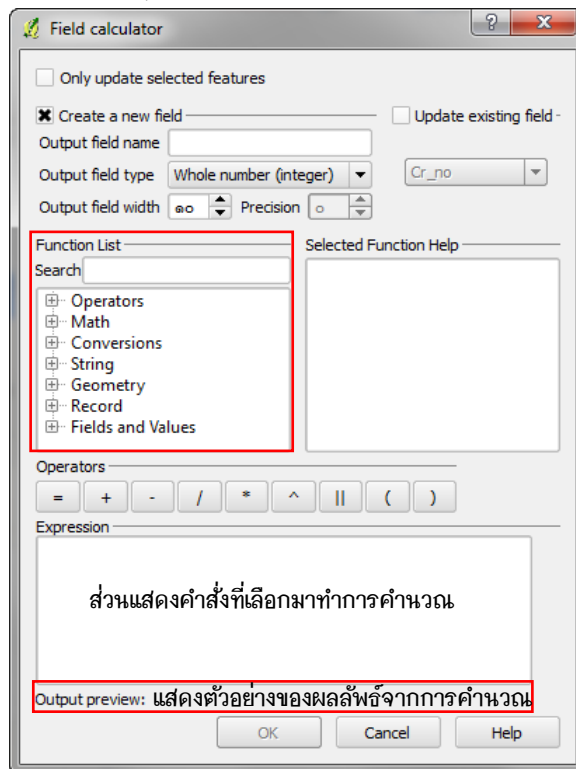 Field calculator
Only update selected features
Create a new field
Update existing field
Output field name
Output field type Whole number (integer)
Cr_no
Output field width ๑๐ Precision ๐
Function List
Selected Function Help
Search
Operators
Math
Conversions
String
Geometry
Record
Fields and Values
Operators
= + - / * ^ || ( )
Expression
ส่วนแสดงคำสั่งที่เลือกมาทำการคำนวณ
Output preview: แสดงตัวอย่างของผลลัพธ์จากการคำนวณ
OK Cancel Help